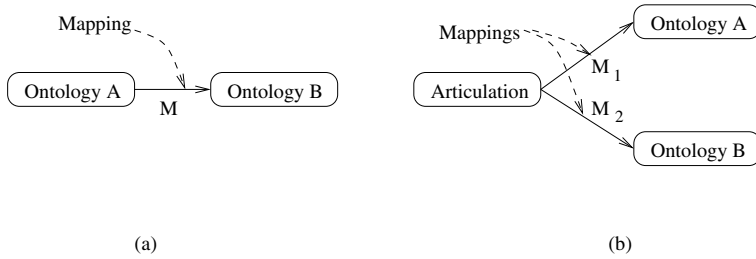 Mapping
Ontology A
Ontology B
M
(a)
Mappings
Articulation
Ontology A
M 1
M 2
Ontology B
(b)